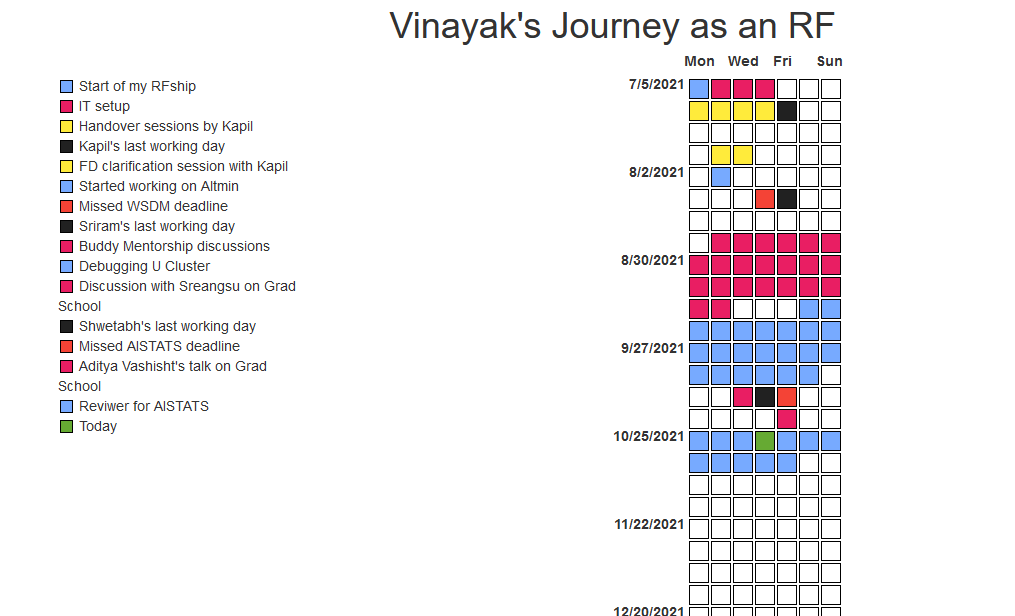 Vinayak's Journey as an RF
Mon Wed Fri Sun
Start of my RFship
IT setup
Handover sessions by Kapil
Kapil's last working day
FD clarification session with Kapil
Started working on Altmin
Missed WSDM deadline
Sriram's last working day
Buddy Mentorship discussions
Debugging U Cluster
Discussion with Sreangsu on Grad
School
Shwetabh's last working day
Missed AISTATS deadline
Aditya Vashisht's talk on Grad
School
Reviwer for AISTATS
Today
7/5/2021
8/2/2021
8/30/2021
9/27/2021
10/25/2021
11/22/2021
12/20/2021